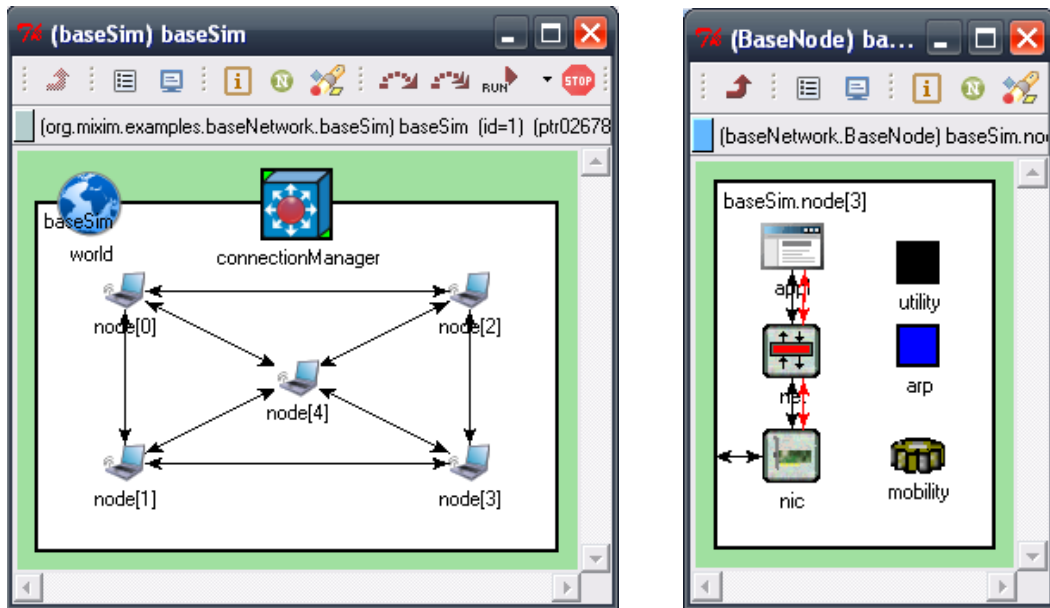 (baseSim) baseSim
RUN
STOP
(org.mixim.examples.baseNetwork.baseSim) baseSim (id=1) (ptr02678
baseSim
world
connectionManager
node[0]
node[2]
node[4]
node[1]
node[3]
(BaseNode) ba...
(baseNetwork.BaseNode) baseSim.no
baseSim.node[3]
appl
utility
net
arp
nic
mobility